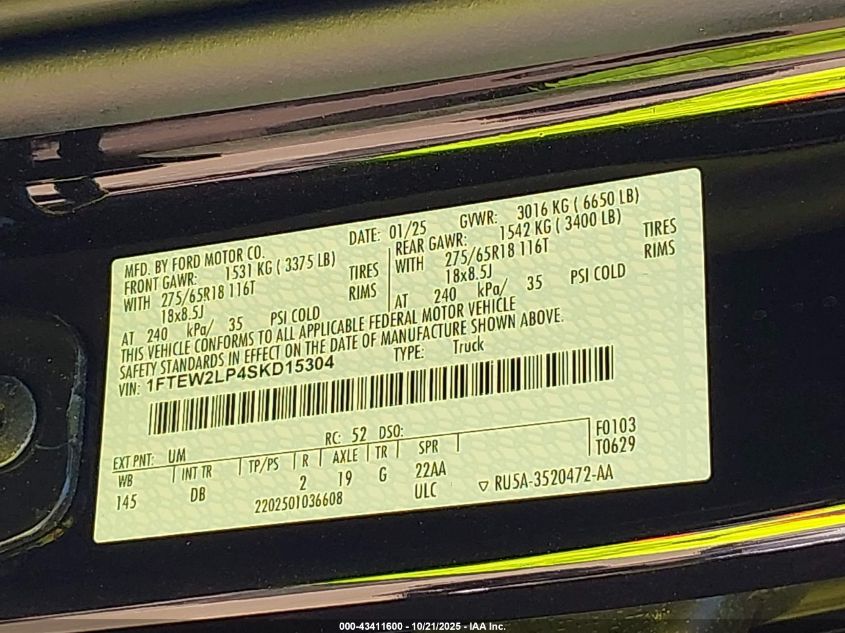 MFD. BY FORD MOTOR CO. DATE: 01/25 GVWR: 3016 KG ( 6650 LB)
FRONT GAWR: 1531 KG ( 3375 LB) REAR GAWR: 1542 KG ( 3400 LB)
WITH 275/65R18 116T TIRES WITH 275/65R18 116T TIRES
18x8.5J RIMS 18x8.5J RIMS
AT 240 kPa/ 35 PSI COLD AT 240 kPa/ 35 PSI COLD
THIS VEHICLE CONFORMS TO ALL APPLICABLE FEDERAL MOTOR VEHICLE
SAFETY STANDARDS IN EFFECT ON THE DATE OF MANUFACTURE SHOWN ABOVE.
VIN: 1FTEW2LP4SKD15304 TYPE: Truck
EXT PNT: UM RC: 52 DSO: F0103
WB INT TR TP/PS R AXLE TR SPR T0629
145 DB 2 19 G 22AA
2202501036608 ULC ▽ RU5A-3520472-AA
000-43411600 - 10/21/2025 - IAA Inc.